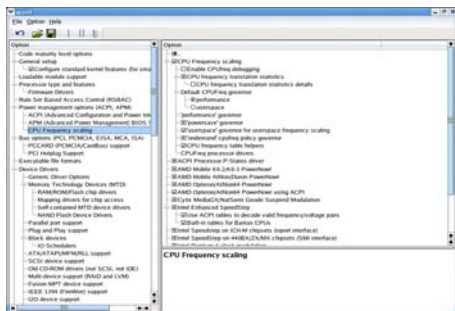 qconf
File Option Help
Option
Code maturity level options
General setup
Configure standard kernel features (for sma
Loadable module support
Processor type and features
Firmware Drivers
Rule Set Based Access Control (RSBAC)
Power management options (ACPI, APM)
ACPI (Advanced Configuration and Power Int
APM (Advanced Power Management) BIOS S
CPU Frequency scaling
Bus options (PCI, PCMCIA, EISA, MCA, ISA)
PCCARD (PCMCIA/CardBus) support
PCI Hotplug Support
Executable file formats
Device Drivers
Generic Driver Options
Memory Technology Devices (MTD)
RAM/ROM/Flash chip drivers
Mapping drivers for chip access
Self-contained MTD device drivers
NAND Flash Device Drivers
Parallel port support
Plug and Play support
Block devices
IO Schedulers
ATA/ATAPI/MFM/RLL support
SCSI device support
Old CD-ROM drivers (not SCSI, not IDE)
Multi-device support (RAID and LVM)
Fusion MPT device support
IEEE 1394 (FireWire) support
I2O device support
Option
..
CPU Frequency scaling
Enable CPUfreq debugging
CPU frequency translation statistics
CPU frequency translation statistics details
Default CPUFreq governor
performance
userspace
'performance' governor
'powersave' governor
'userspace' governor for userspace frequency scaling
'ondemand' cpufreq policy governor
CPU frequency table helpers
CPUFreq processor drivers
ACPI Processor P-States driver
AMD Mobile K6-2/K6-3 PowerNow!
AMD Mobile Athlon/Duron PowerNow!
AMD Opteron/Athlon64 PowerNow!
AMD Opteron/Athlon64 PowerNow! using ACPI
Cyrix MediaGX/NatSemi Geode Suspend Modulation
Intel Enhanced SpeedStep
Use ACPI tables to decode valid frequency/voltage pairs
Built-in tables for Banias CPUs
Intel Speedstep on ICH-M chipsets (ioport interface)
Intel SpeedStep on 440BX/ZX/MX chipsets (SMI interface)
CPU Frequency scaling